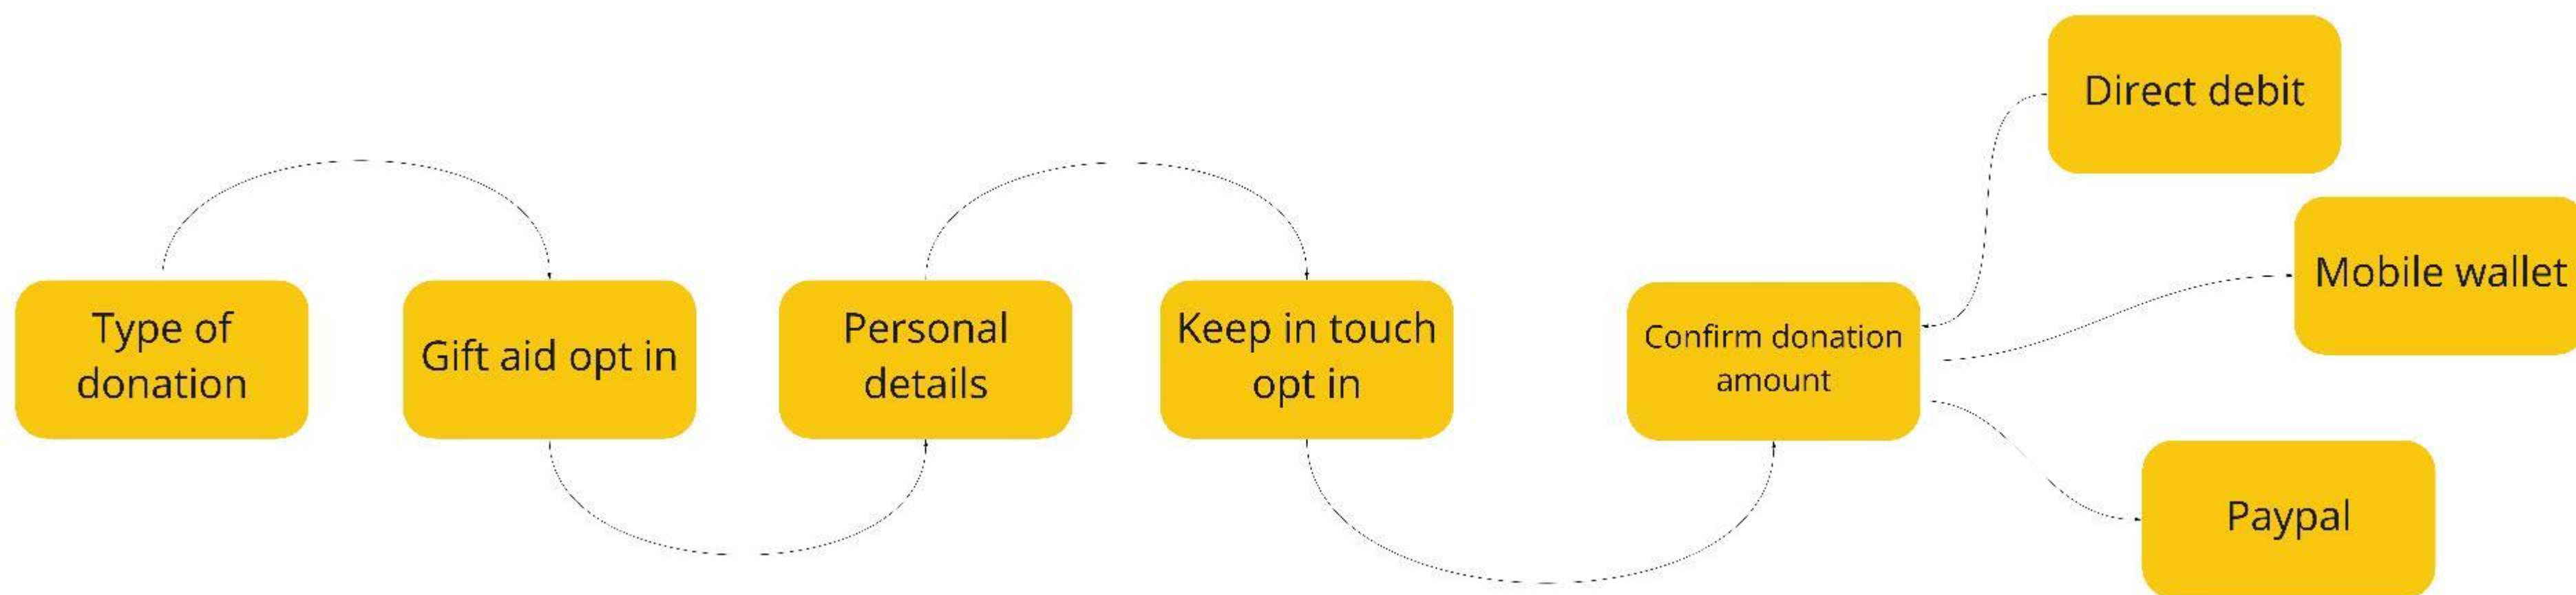 Type of
donation
Gift aid opt in
Personal
details
Keep in touch
opt in
Confirm donation
amount
Direct debit
Mobile wallet
Paypal